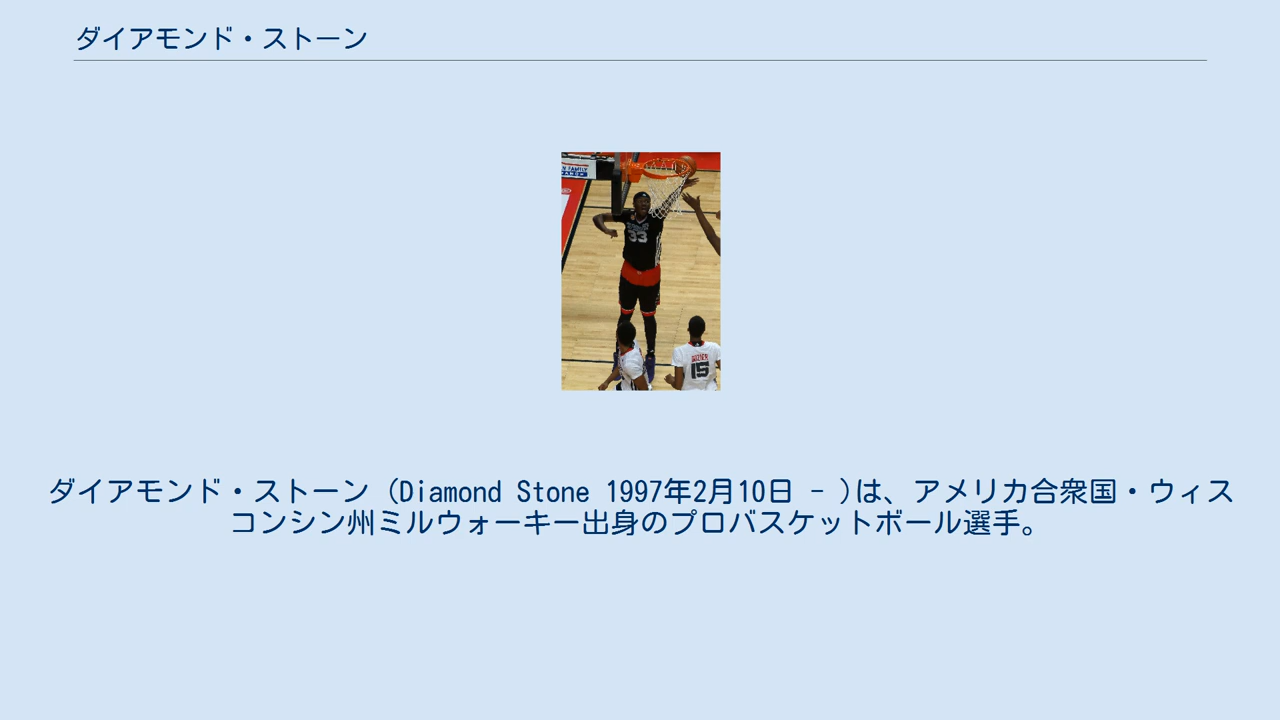 ダイアモンド・ストーン
33
15
ダイアモンド・ストーン (Diamond Stone 1997年2月10日 - )は、アメリカ合衆国・ウィス
コンシン州ミルウォーキー出身のプロバスケットボール選手。